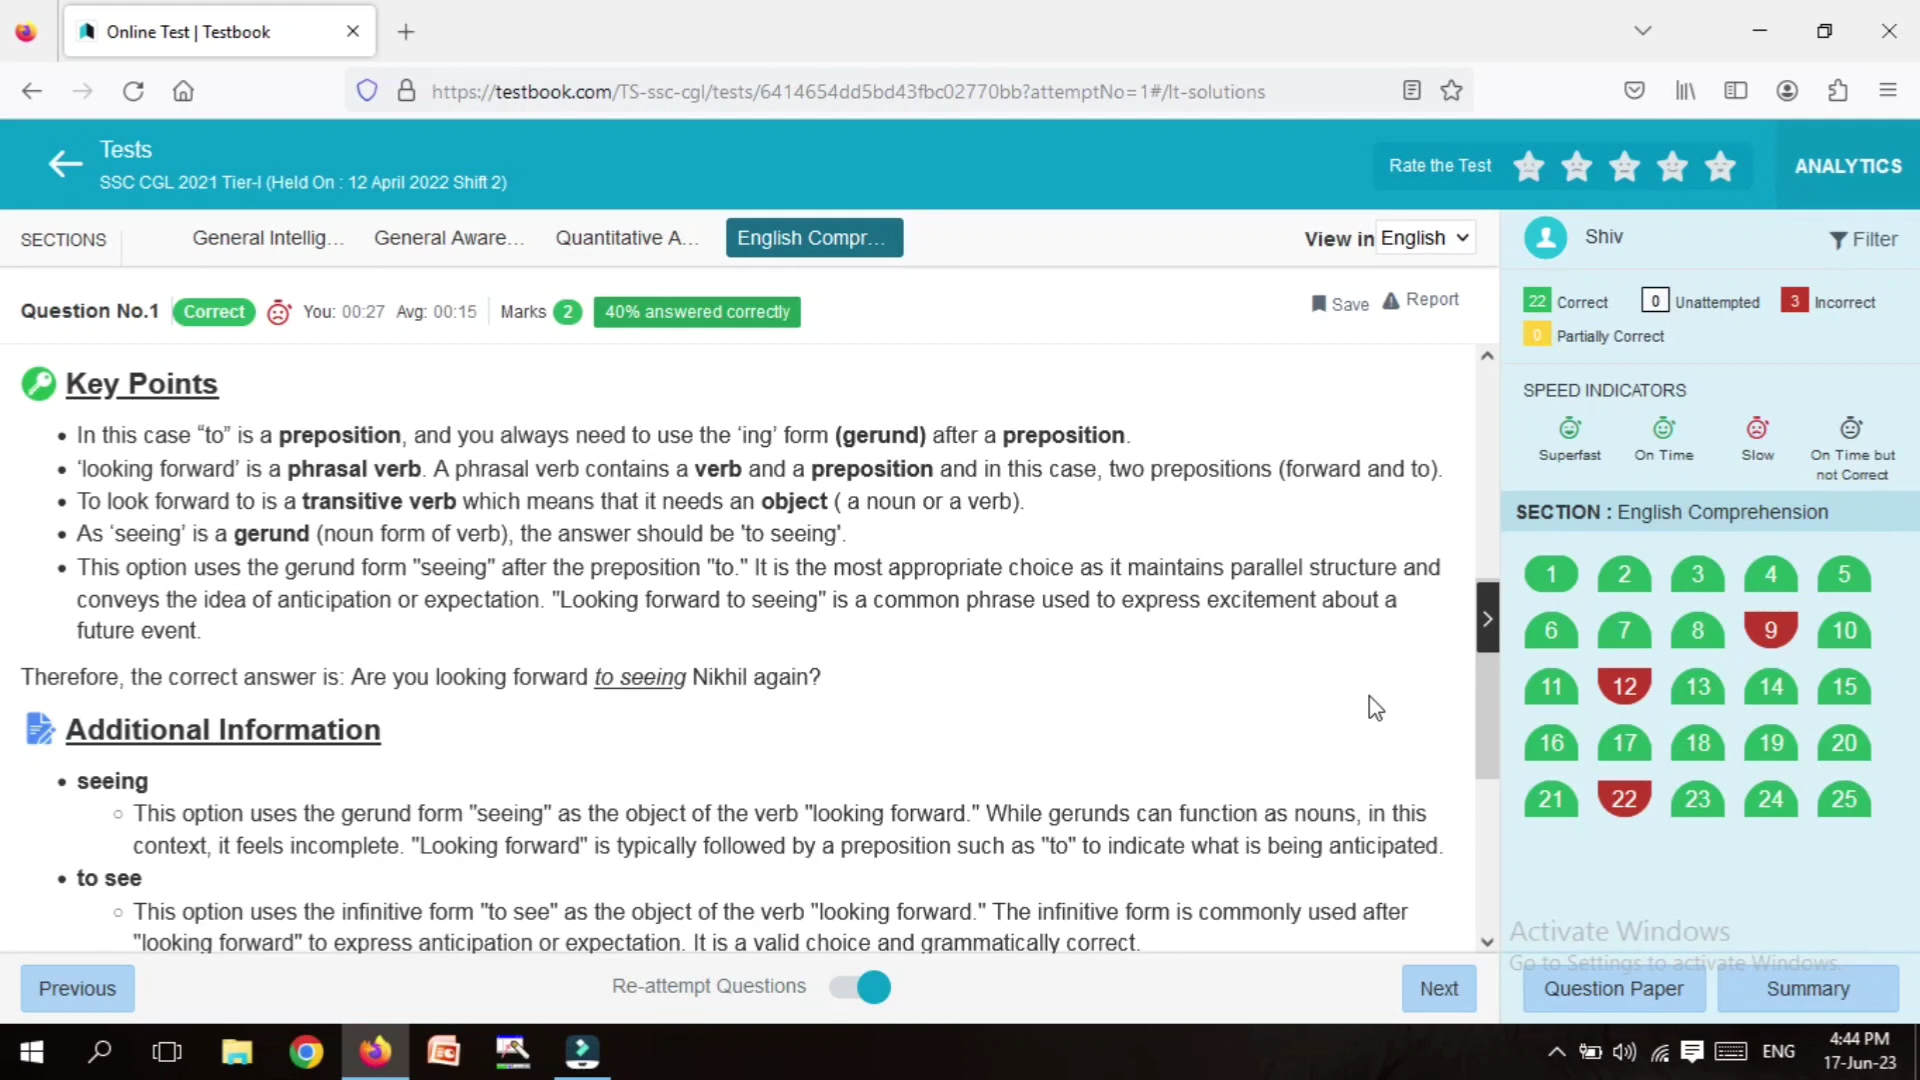 Online Test | Testbook
https://testbook.com/TS-ssc-cgl/tests/6414654dd5bd43fbc02770bb?attemptNo=1#/lt-solutions
Tests
SSC CGL 2021 Tier-I (Held On : 12 April 2022 Shift 2)
Rate the Test
ANALYTICS
SECTIONS
General Intellig...
General Aware...
Quantitative A...
English Compr...
View in English
Shiv
Filter
Question No.1 Correct You: 00:27 Avg: 00:15 Marks 2 40% answered correctly
Save Report
22 Correct 0 Unattempted 3 Incorrect
0 Partially Correct
Key Points
• In this case “to” is a preposition, and you always need to use the ‘ing’ form (gerund) after a preposition.
• ‘looking forward’ is a phrasal verb. A phrasal verb contains a verb and a preposition and in this case, two prepositions (forward and to).
• To look forward to is a transitive verb which means that it needs an object ( a noun or a verb).
• As ‘seeing’ is a gerund (noun form of verb), the answer should be 'to seeing'.
• This option uses the gerund form "seeing" after the preposition "to." It is the most appropriate choice as it maintains parallel structure and
conveys the idea of anticipation or expectation. "Looking forward to seeing" is a common phrase used to express excitement about a
future event.
Therefore, the correct answer is: Are you looking forward to seeing Nikhil again?
Additional Information
• seeing
○ This option uses the gerund form "seeing" as the object of the verb "looking forward." While gerunds can function as nouns, in this
context, it feels incomplete. "Looking forward" is typically followed by a preposition such as "to" to indicate what is being anticipated.
• to see
○ This option uses the infinitive form "to see" as the object of the verb "looking forward." The infinitive form is commonly used after
"looking forward" to express anticipation or expectation. It is a valid choice and grammatically correct.
SPEED INDICATORS
Superfast
On Time
Slow
On Time but
not Correct
SECTION : English Comprehension
1 2 3 4 5
6 7 8 9 10
11 12 13 14 15
16 17 18 19 20
21 22 23 24 25
Activate Windows
Go to Settings to activate Windows.
Previous
Re-attempt Questions
Next
Question Paper
Summary
ENG
4:44 PM
17-Jun-23